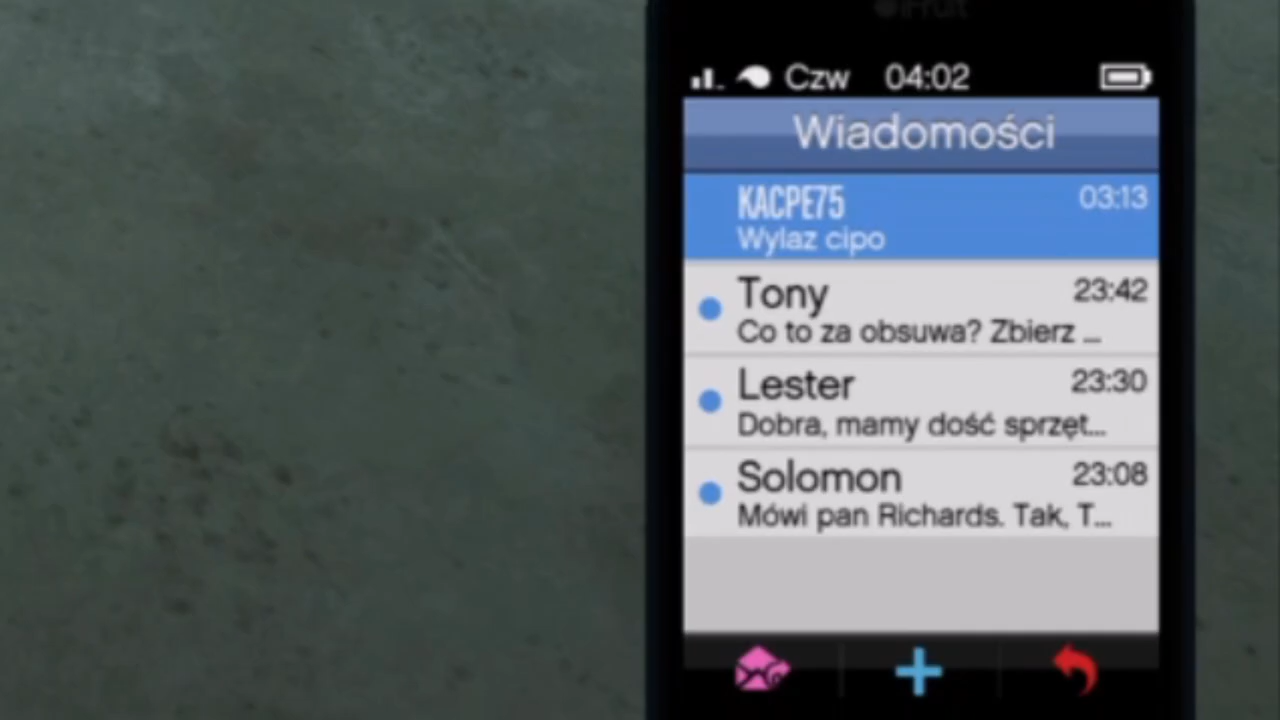 iFruit
Czw 04:02
Wiadomości
KACPE75 03:13
Wylaz cipo
Tony 23:42
Co to za obsuwa? Zbierz ...
Lester 23:30
Dobra, mamy dość sprzęt...
Solomon 23:08
Mówi pan Richards. Tak, T...